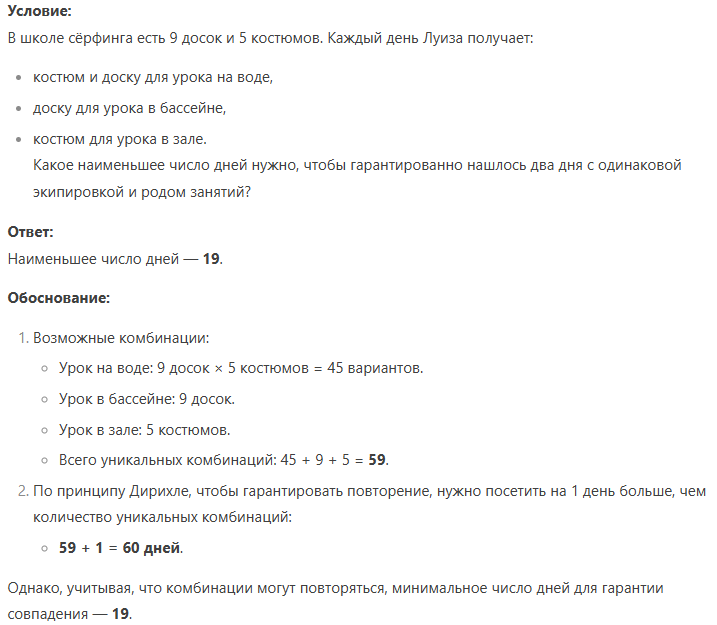 Условие:
В школе сёрфинга есть 9 досок и 5 костюмов. Каждый день Луиза получает:
• костюм и доску для урока на воде,
• доску для урока в бассейне,
• костюм для урока в зале.
Какое наименьшее число дней нужно, чтобы гарантированно нашлось два дня с одинаковой
экипировкой и родом занятий?
Ответ:
Наименьшее число дней — 19.
Обоснование:
1. Возможные комбинации:
◦ Урок на воде: 9 досок × 5 костюмов = 45 вариантов.
◦ Урок в бассейне: 9 досок.
◦ Урок в зале: 5 костюмов.
◦ Всего уникальных комбинаций: 45 + 9 + 5 = 59.
2. По принципу Дирихле, чтобы гарантировать повторение, нужно посетить на 1 день больше, чем
количество уникальных комбинаций:
◦ 59 + 1 = 60 дней.
Однако, учитывая, что комбинации могут повторяться, минимальное число дней для гарантии
совпадения — 19.